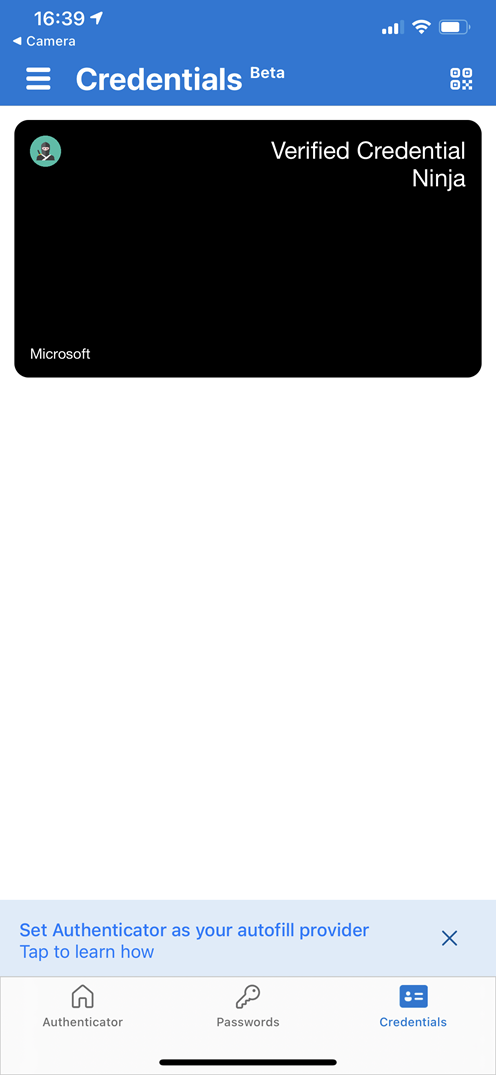 16:39
◀ Camera
Credentials Beta
Verified Credential
Ninja
Microsoft
Set Authenticator as your autofill provider
Tap to learn how
Authenticator
Passwords
Credentials